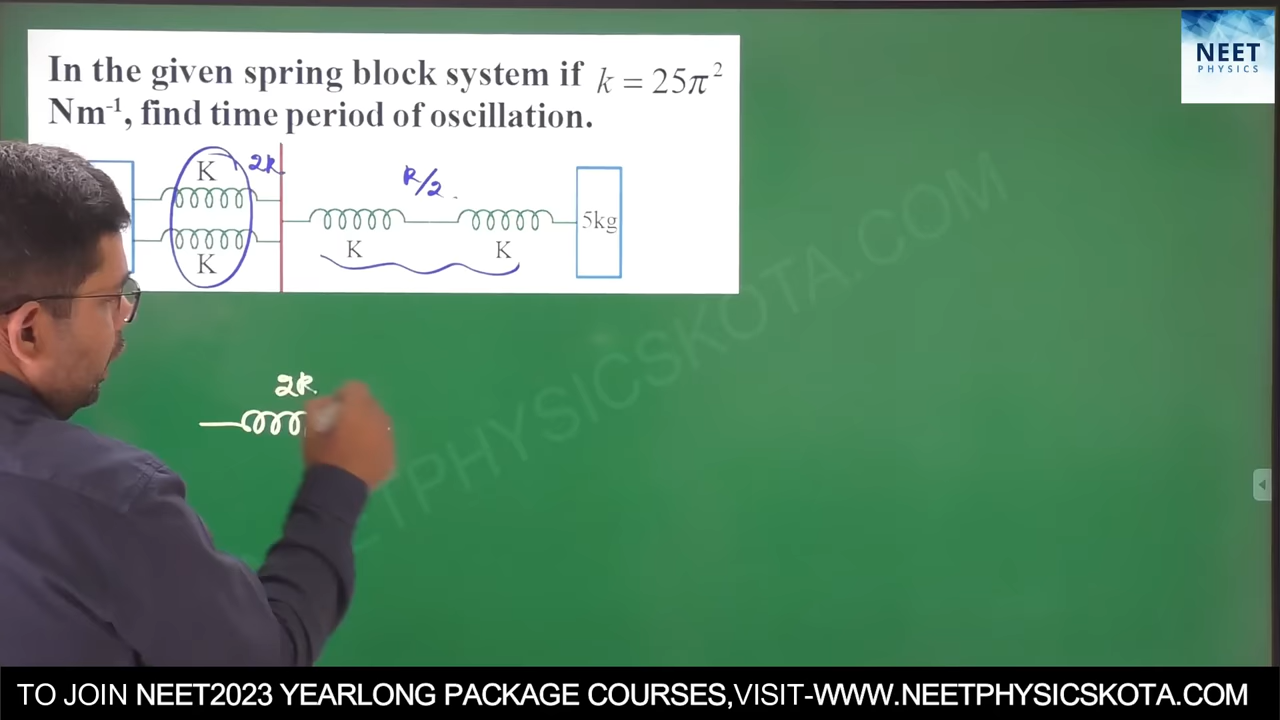 NEET
PHYSICS
In the given spring block system if k = 25π²
Nm⁻¹, find time period of oscillation.
K
2K
K/2
5kg
K
K
K
2K
NEETPHYSICSKOTA.COM
TO JOIN NEET2023 YEARLONG PACKAGE COURSES,VISIT-WWW.NEETPHYSICSKOTA.COM